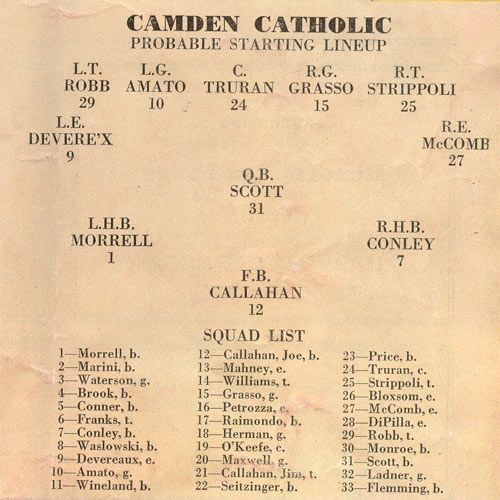 CAMDEN CATHOLIC
PROBABLE STARTING LINEUP
L.T. L.G. C. R.G. R.T.
ROBB AMATO TRURAN GRASSO STRIPPOLI
29 10 24 15 25
L.E. R.E.
DEVERE'X McCOMB
9 27
Q.B.
SCOTT
31
L.H.B. R.H.B.
MORRELL CONLEY
1 7
F.B.
CALLAHAN
12
SQUAD LIST
1—Morrell, b.
2—Marini, b.
3—Waterson, g.
4—Brook, b.
5—Conner, b.
6—Franks, t.
7—Conley, b.
8—Waslowski, b.
9—Devereaux, e.
10—Amato, g.
11—Wineland, b.
12—Callahan, Joe, b.
13—Mahney, e.
14—Williams, t.
15—Grasso, g.
16—Petrozza, c.
17—Raimondo, b.
18—Herman, g.
19—O'Keefe, c.
20—Maxwell, g.
21—Callahan, Jim, t.
22—Seitzinger, b.
23—Price, b.
24—Truran, c.
25—Strippoli, t.
26—Bloxsom, e.
27—McComb, e.
28—DiPilla, e.
29—Robb, t.
30—Monroe, b.
31—Scott, b.
32—Ladner, g.
33—Flemming, b.